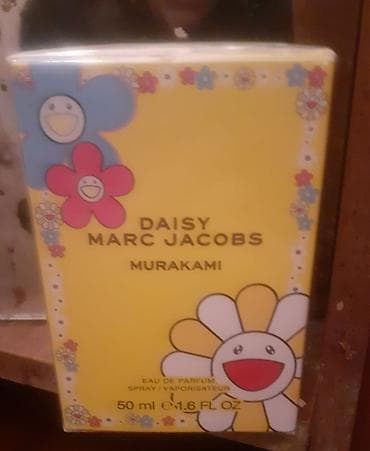 DAISY
MARC JACOBS
MURAKAMI
EAU DE PARFUM
SPRAY / VAPORISATEUR
50 ml ℮ 1.6 FL OZ